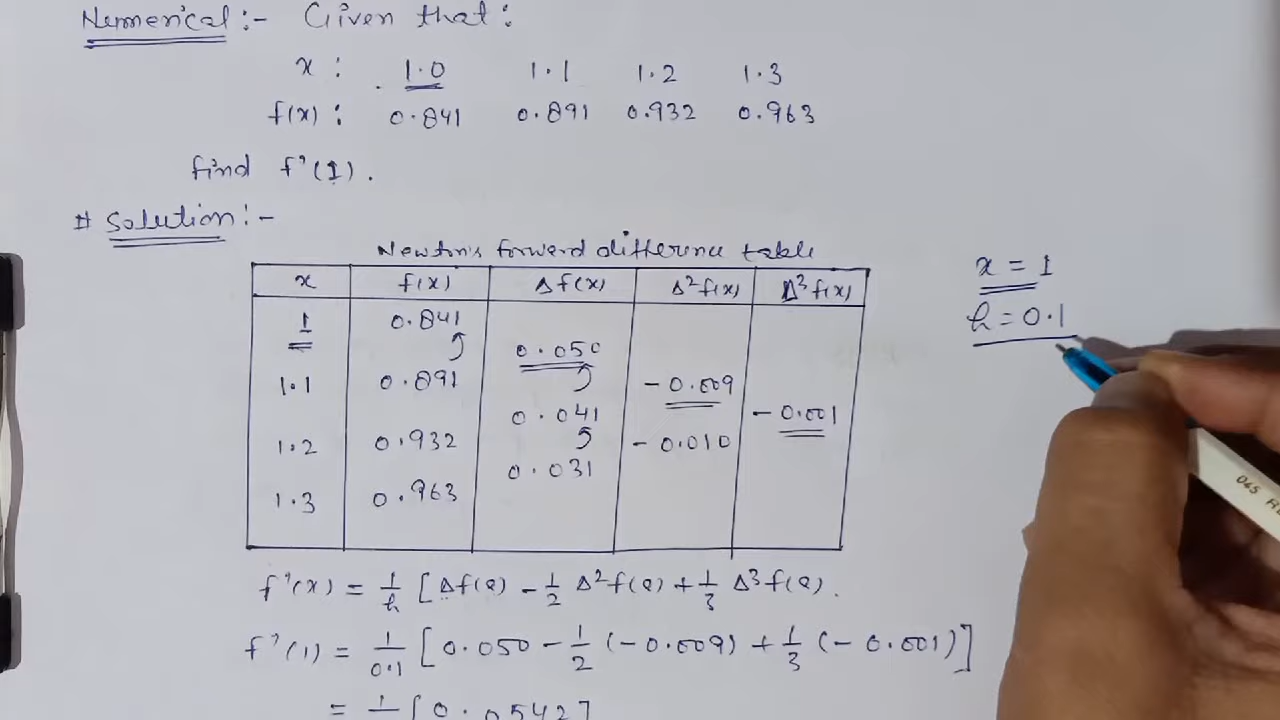 Numerical :- Given that :
x : 1.0 1.1 1.2 1.3
f(x) : 0.841 0.891 0.932 0.963
find f'(1).
# Solution :-
Newton's forward difference table
x f(x) Δf(x) Δ²f(x) Δ³f(x)
1 0.841
0.050
1.1 0.891 -0.009
0.041 -0.001
1.2 0.932 -0.010
0.031
1.3 0.963
x = 1
h = 0.1
f'(x) = 1/h [Δf(a) - 1/2 Δ²f(a) + 1/3 Δ³f(a).
f'(1) = 1/0.1 [0.050 - 1/2 (-0.009) + 1/3 (-0.001)]
045